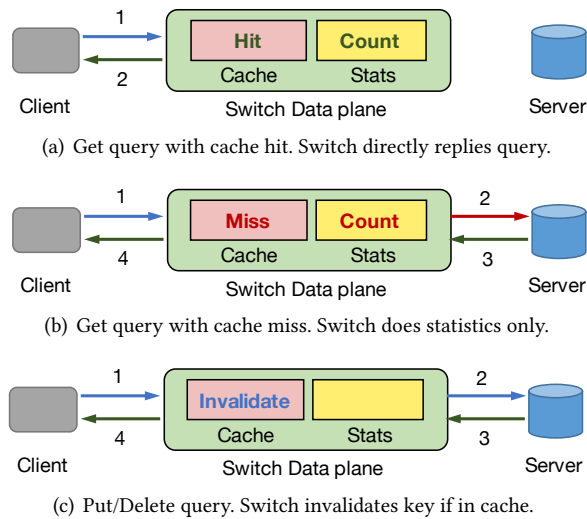 1
Hit Count
2
Cache Stats
Client Switch Data plane Server
(a) Get query with cache hit. Switch directly replies query.
1 2
Miss Count
4 3
Cache Stats
Client Switch Data plane Server
(b) Get query with cache miss. Switch does statistics only.
1 2
Invalidate
4 3
Cache Stats
Client Switch Data plane Server
(c) Put/Delete query. Switch invalidates key if in cache.